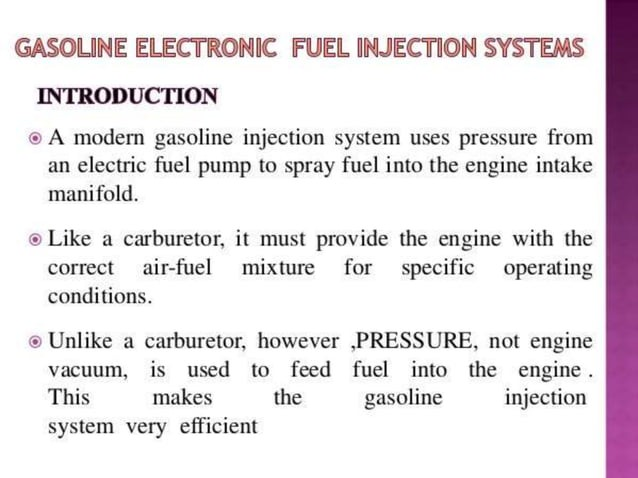 GASOLINE ELECTRONIC FUEL INJECTION SYSTEMS
INTRODUCTION
A modern gasoline injection system uses pressure from
an electric fuel pump to spray fuel into the engine intake
manifold.
Like a carburetor, it must provide the engine with the
correct air-fuel mixture for specific operating
conditions.
Unlike a carburetor, however ,PRESSURE, not engine
vacuum, is used to feed fuel into the engine .
This makes the gasoline injection
system very efficient